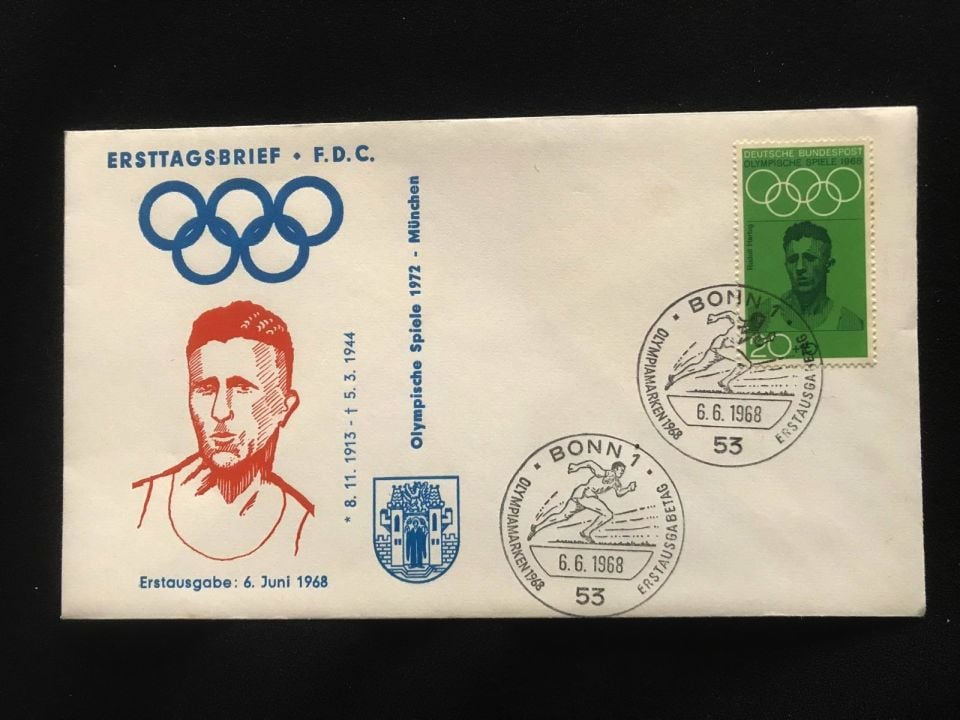 ERSTTAGSBRIEF • F.D.C.
* 8. 11. 1913 - † 5. 3. 1944
Olympische Spiele 1972 - München
Erstausgabe: 6. Juni 1968
DEUTSCHE BUNDESPOST
OLYMPISCHE SPIELE 1968
Rudolf Harbig
20
• BONN 1 •
OLYMPIAMARKEN 1968
ERSTAUSGABETAG
6.6.1968
53
• BONN 1 •
OLYMPIAMARKEN 1968
ERSTAUSGABETAG
6.6.1968
53